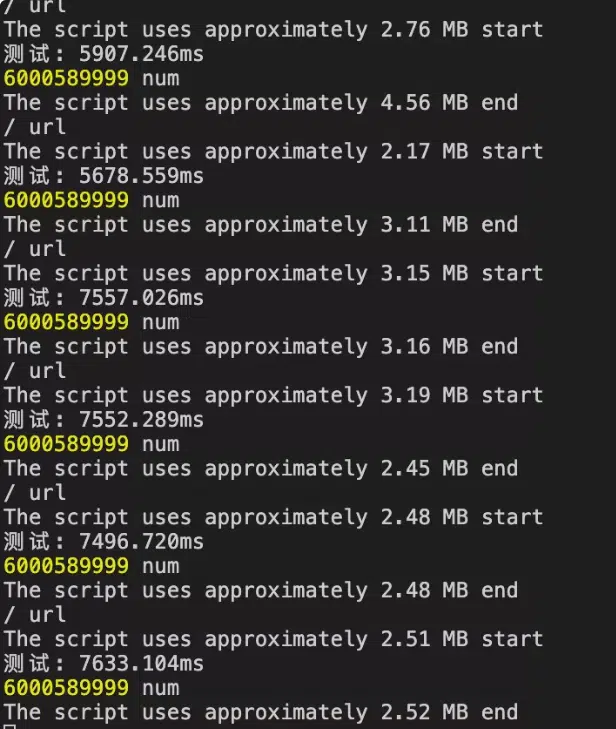 / url
The script uses approximately 2.76 MB start
测试: 5907.246ms
6000589999 num
The script uses approximately 4.56 MB end
/ url
The script uses approximately 2.17 MB start
测试: 5678.559ms
6000589999 num
The script uses approximately 3.11 MB end
/ url
The script uses approximately 3.15 MB start
测试: 7557.026ms
6000589999 num
The script uses approximately 3.16 MB end
/ url
The script uses approximately 3.19 MB start
测试: 7552.289ms
6000589999 num
The script uses approximately 2.45 MB end
/ url
The script uses approximately 2.48 MB start
测试: 7496.720ms
6000589999 num
The script uses approximately 2.48 MB end
/ url
The script uses approximately 2.51 MB start
测试: 7633.104ms
6000589999 num
The script uses approximately 2.52 MB end